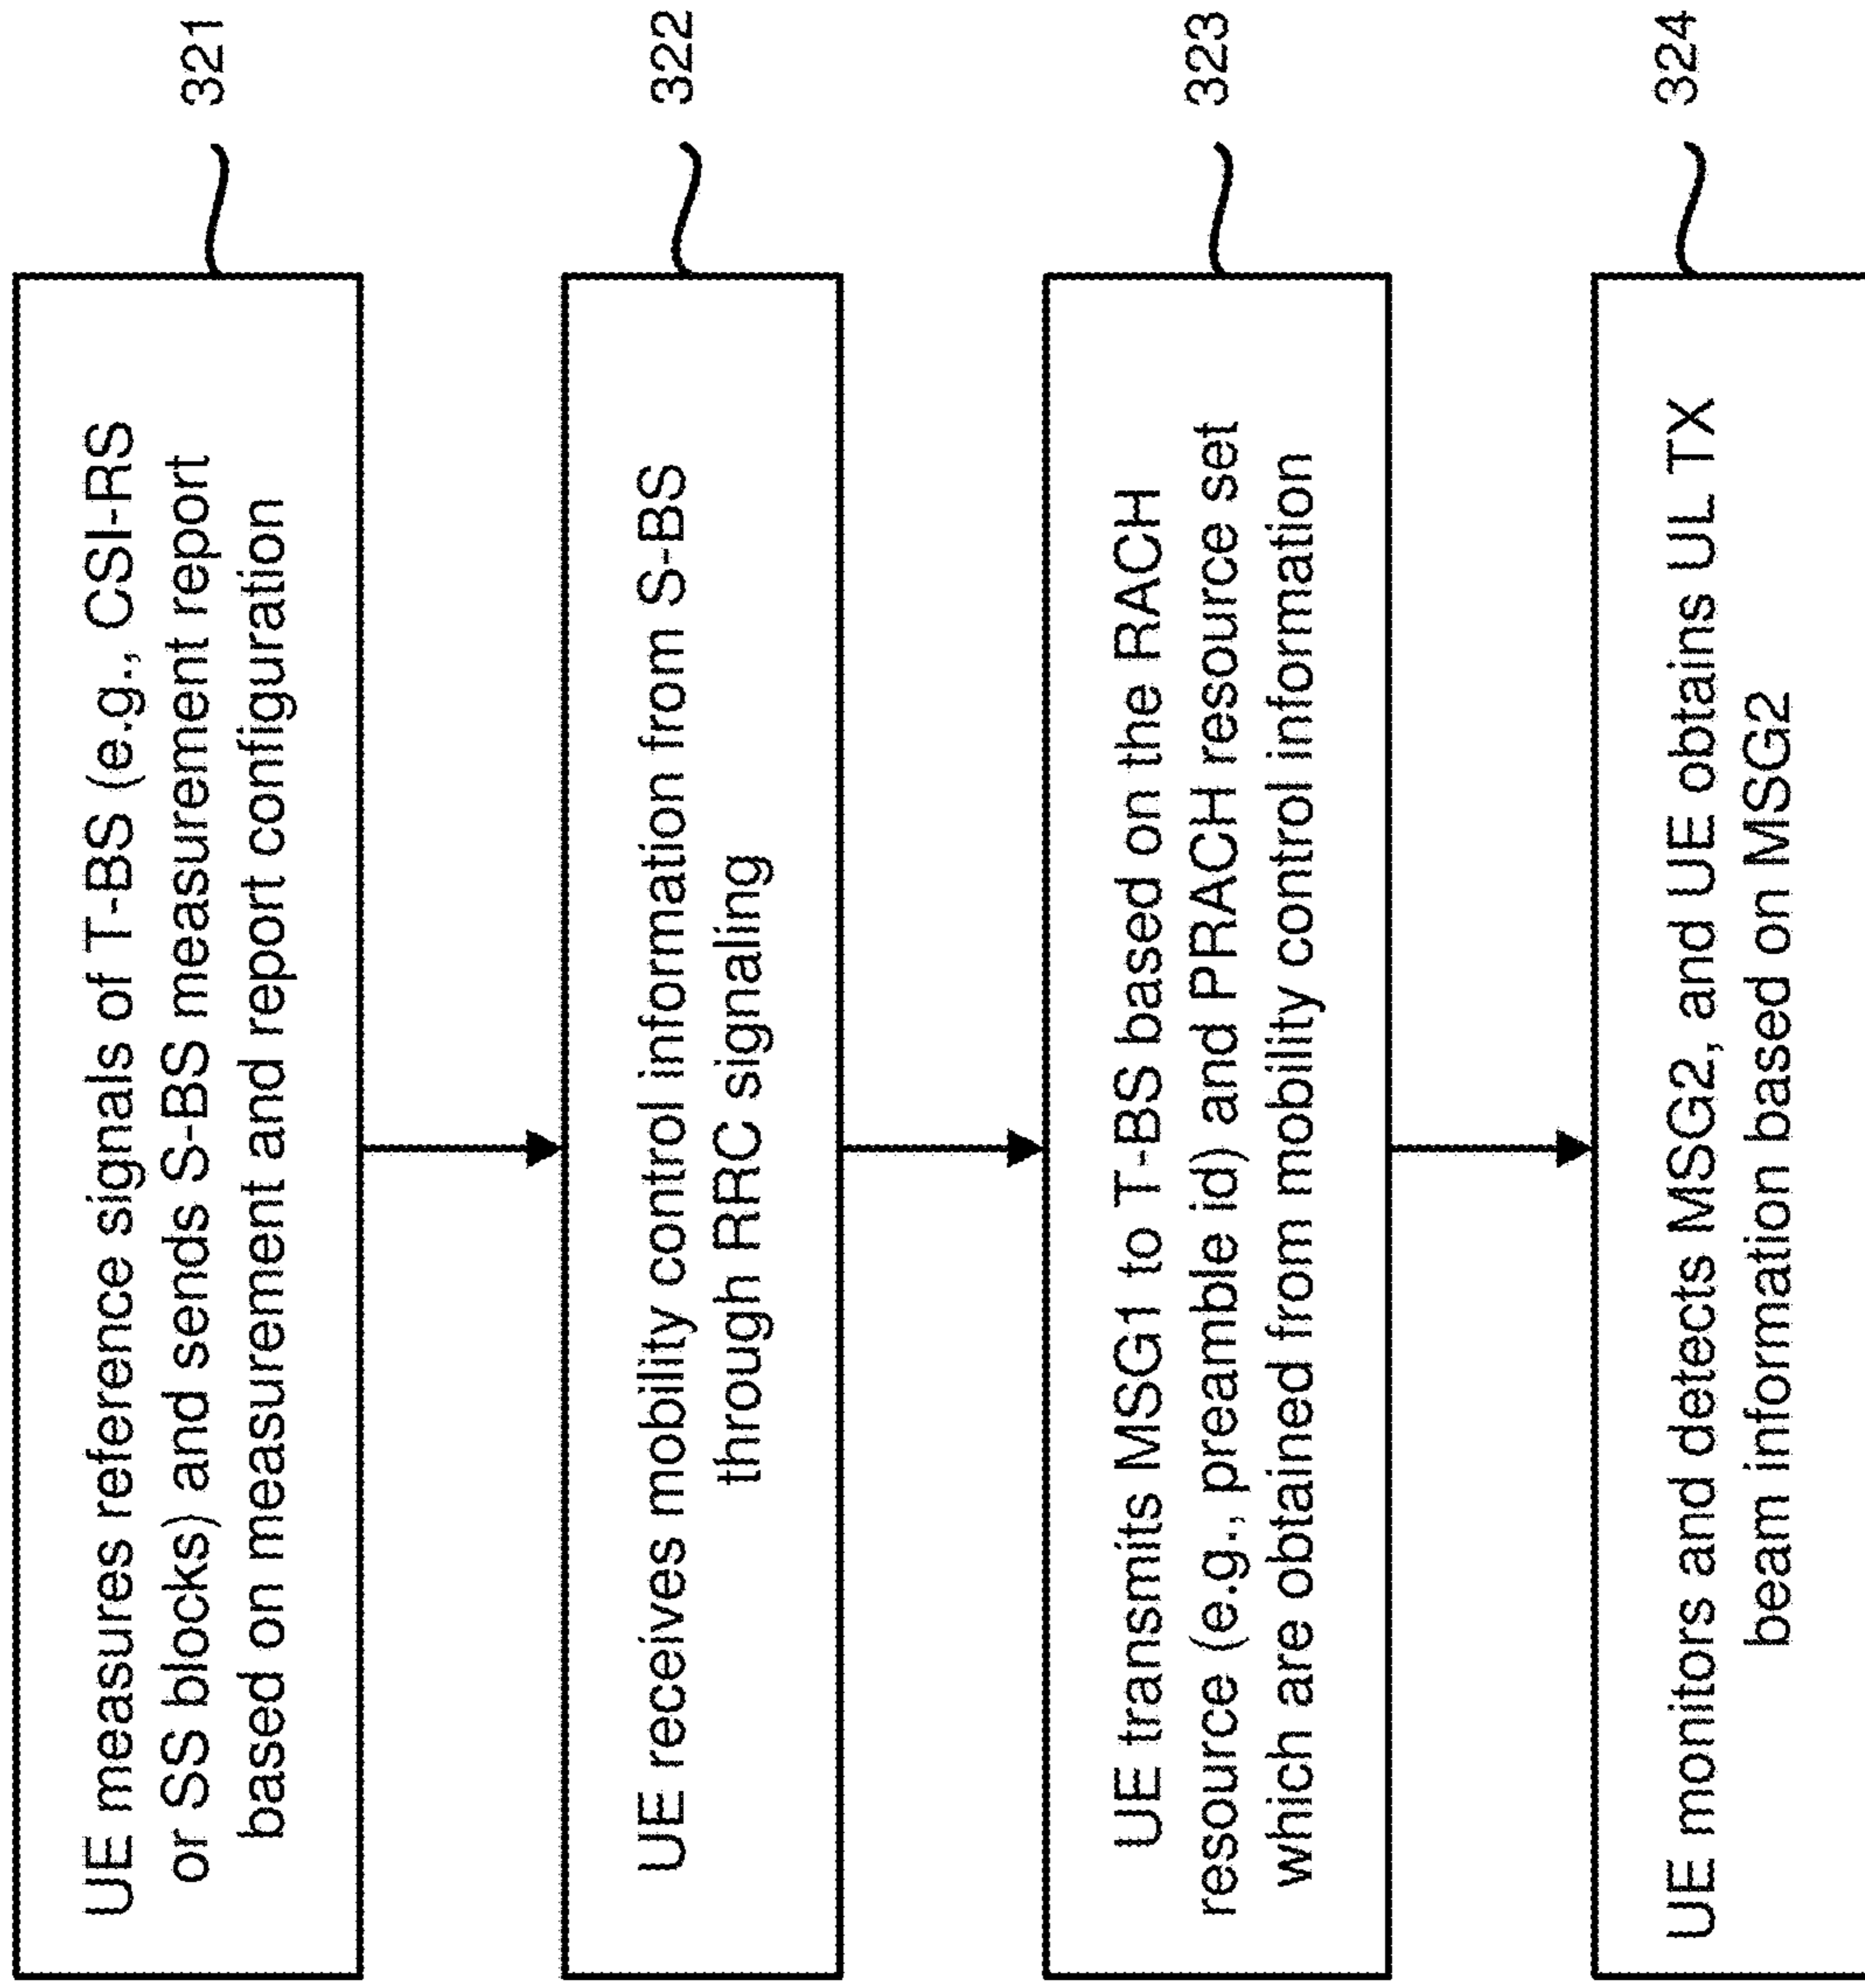 UE measures reference signals of T-BS (e.g., CSI-RS
or SS blocks) and sends S-BS measurement report
based on measurement and report configuration
321
UE receives mobility control information from S-BS
through RRC signaling
322
UE transmits MSG1 to T-BS based on the RACH
resource (e.g., preamble id) and PRACH resource set
which are obtained from mobility control information
323
UE monitors and detects MSG2, and UE obtains UL TX
beam information based on MSG2
324